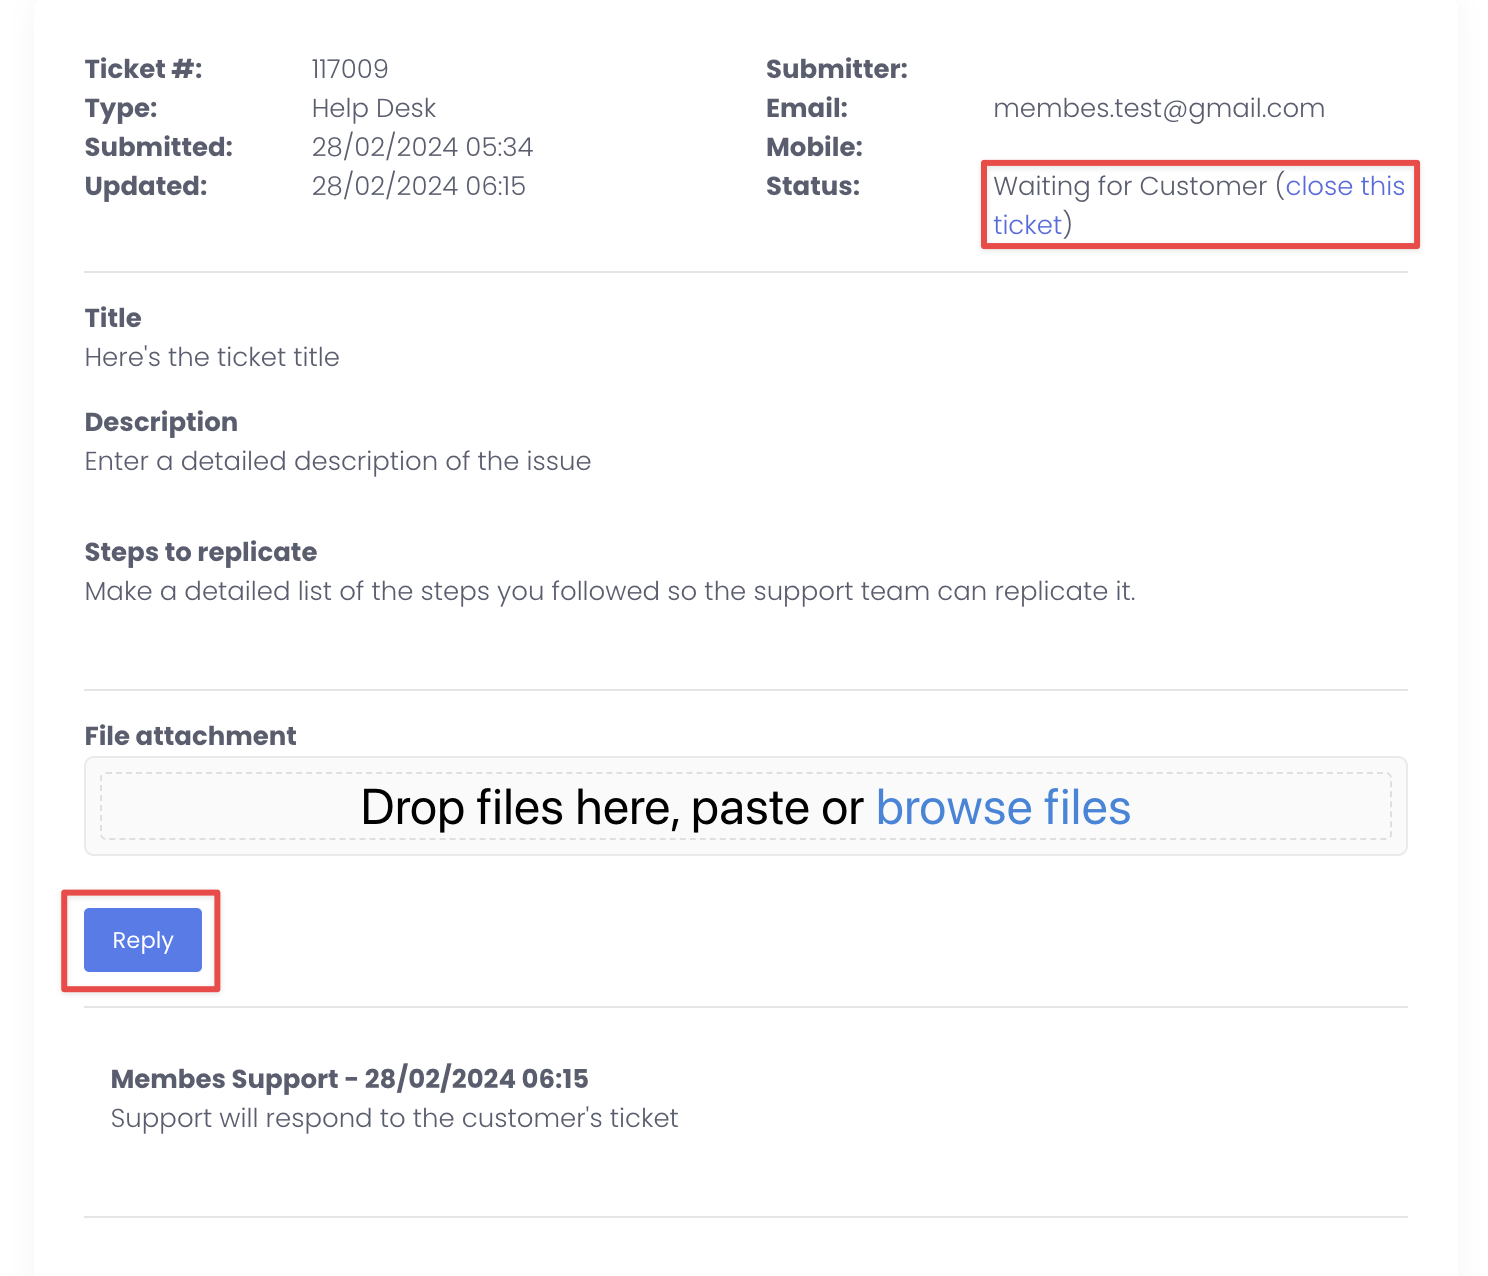 Ticket #: 117009
Type: Help Desk
Submitted: 28/02/2024 05:34
Updated: 28/02/2024 06:15
Submitter:
Email: membes.test@gmail.com
Mobile:
Status: Waiting for Customer (close this
ticket)
Title
Here's the ticket title
Description
Enter a detailed description of the issue
Steps to replicate
Make a detailed list of the steps you followed so the support team can replicate it.
File attachment
Drop files here, paste or browse files
Reply
Membes Support - 28/02/2024 06:15
Support will respond to the customer's ticket